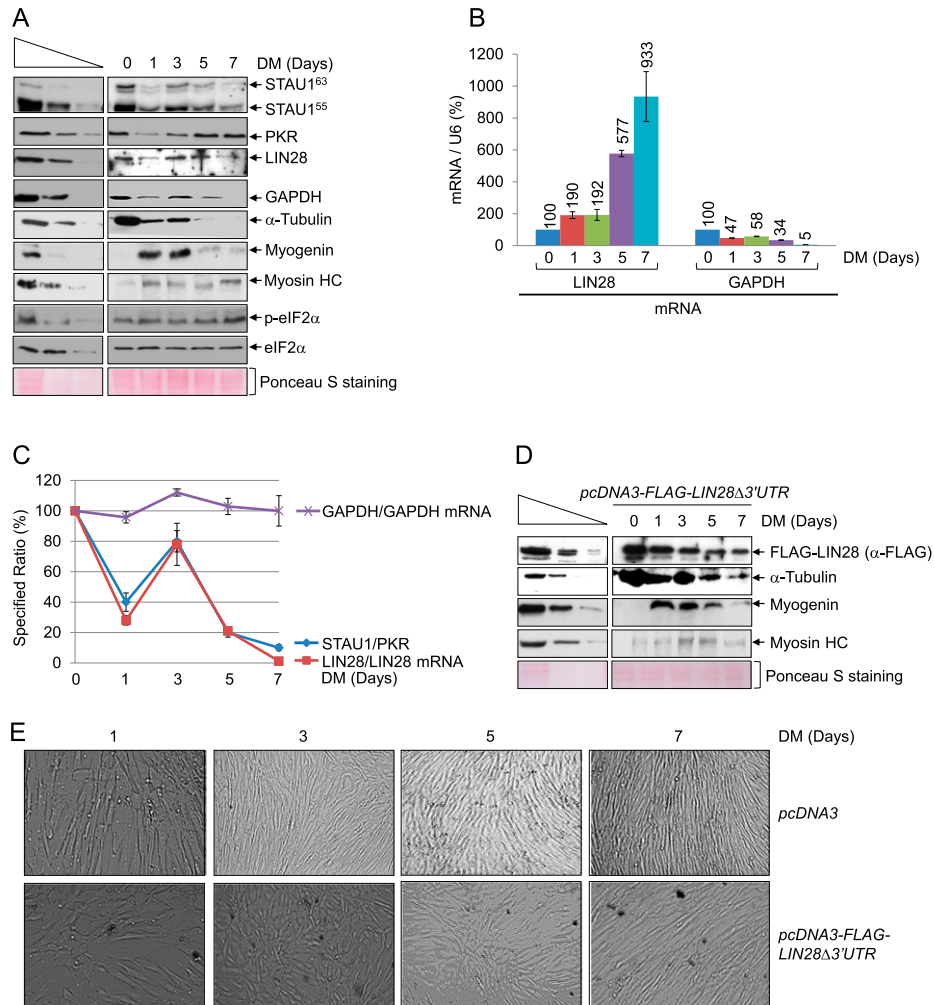 A
0 1 3 5 7 DM (Days)
STAU1⁶³
STAU1⁵⁵
PKR
LIN28
GAPDH
α-Tubulin
Myogenin
Myosin HC
p-eIF2α
eIF2α
Ponceau S staining
B
mRNA / U6 (%)
1200
1000
800
600
400
200
0
100 190 192 577 933 100 47 58 34 5
0 1 3 5 7 0 1 3 5 7 DM (Days)
LIN28 GAPDH
mRNA
C
Specified Ratio (%)
120
100
80
60
40
20
0
0 1 3 5 7
GAPDH/GAPDH mRNA
STAU1/PKR
LIN28/LIN28 mRNA
DM (Days)
D
pcDNA3-FLAG-LIN28Δ3'UTR
0 1 3 5 7 DM (Days)
FLAG-LIN28 (α-FLAG)
α-Tubulin
Myogenin
Myosin HC
Ponceau S staining
E
1 3 5 7 DM (Days)
pcDNA3
pcDNA3-FLAG-
LIN28Δ3'UTR